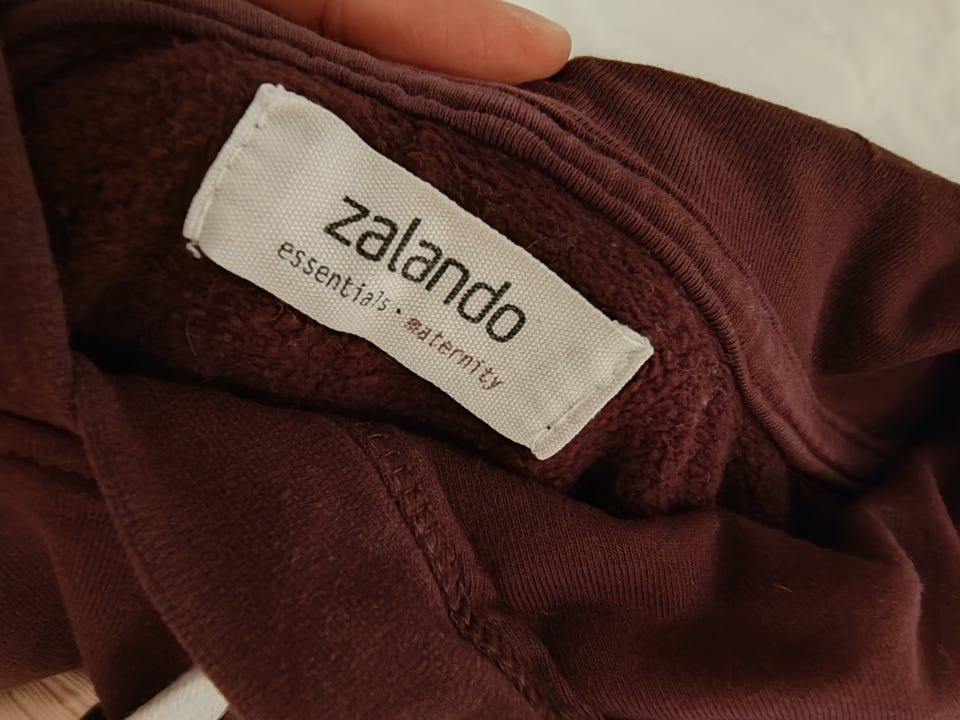 zalando
essentials · maternity